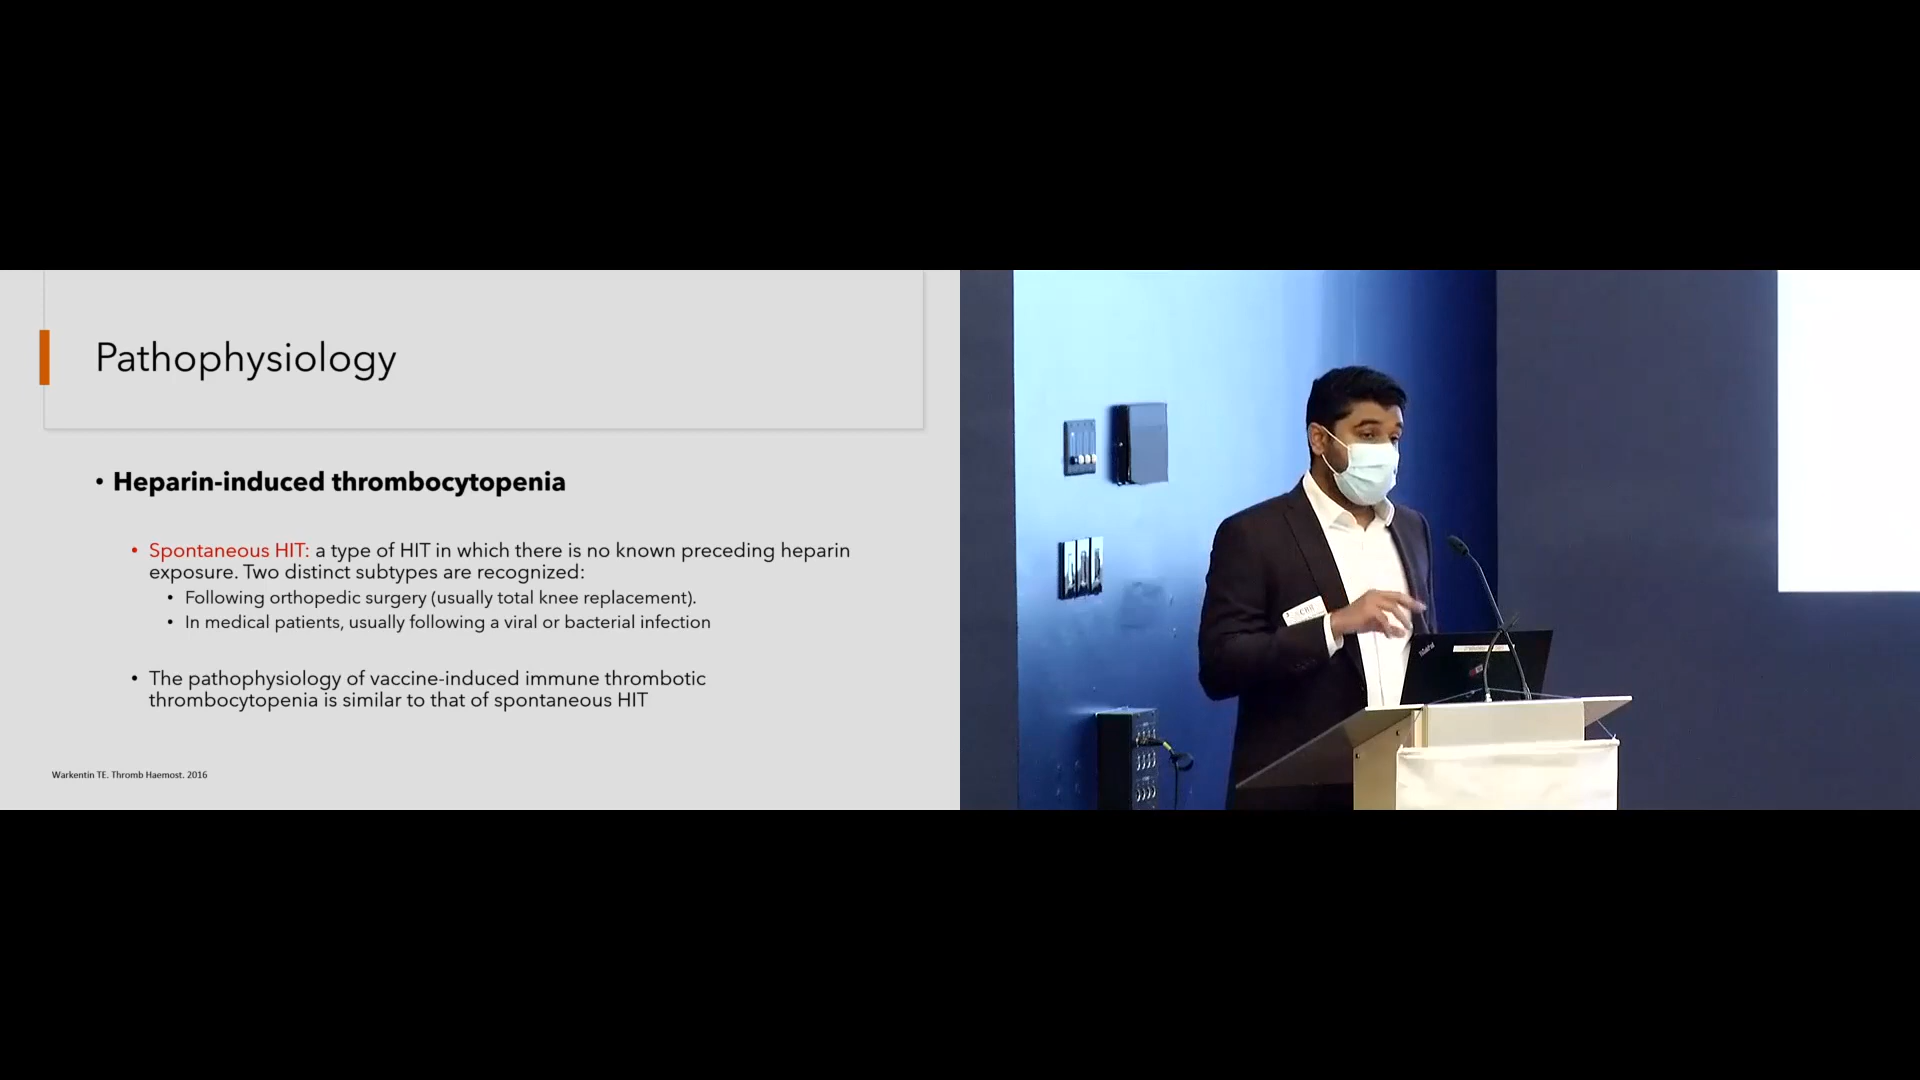 Pathophysiology
• Heparin-induced thrombocytopenia
• Spontaneous HIT: a type of HIT in which there is no known preceding heparin
exposure. Two distinct subtypes are recognized:
• Following orthopedic surgery (usually total knee replacement).
• In medical patients, usually following a viral or bacterial infection
• The pathophysiology of vaccine-induced immune thrombotic
thrombocytopenia is similar to that of spontaneous HIT
Warkentin TE. Thromb Haemost. 2016
CBR
ThinkPad